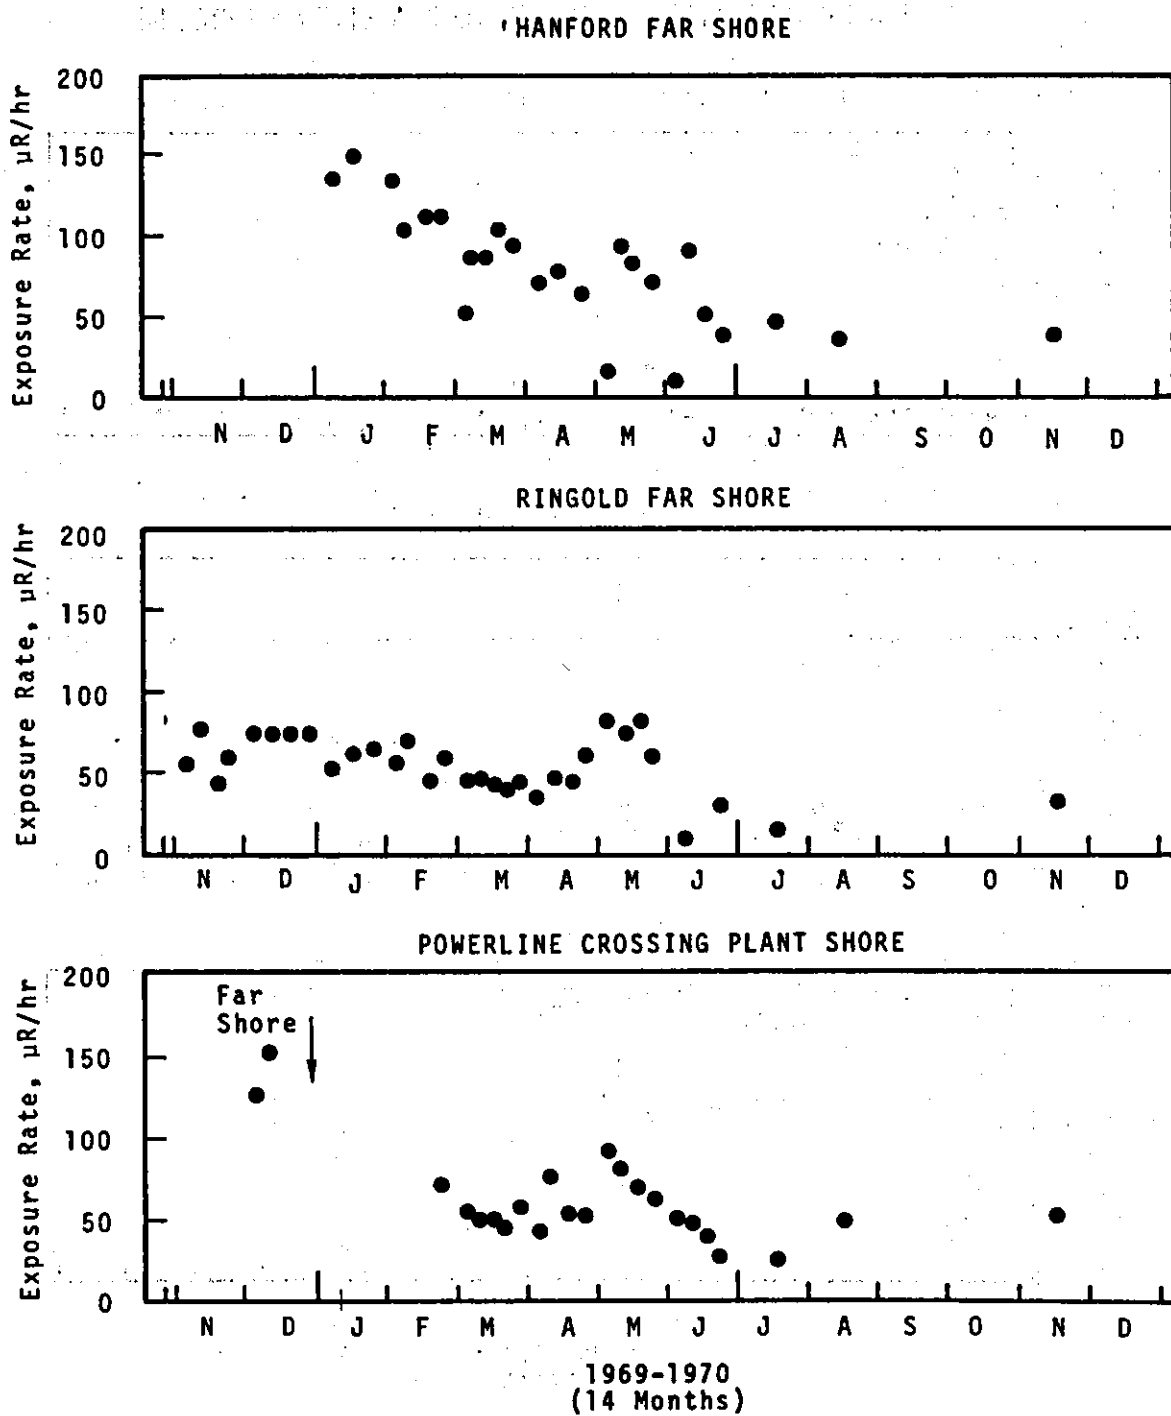 HANFORD FAR SHORE
Exposure Rate, µR/hr
200
150
100
50
0
N D J F M A M J J A S O N D
RINGOLD FAR SHORE
Exposure Rate, µR/hr
200
150
100
50
0
N D J F M A M J J A S O N D
POWERLINE CROSSING PLANT SHORE
Exposure Rate, µR/hr
200
150
100
50
0
Far
Shore
N D J F M A M J J A S O N D
1969-1970
(14 Months)